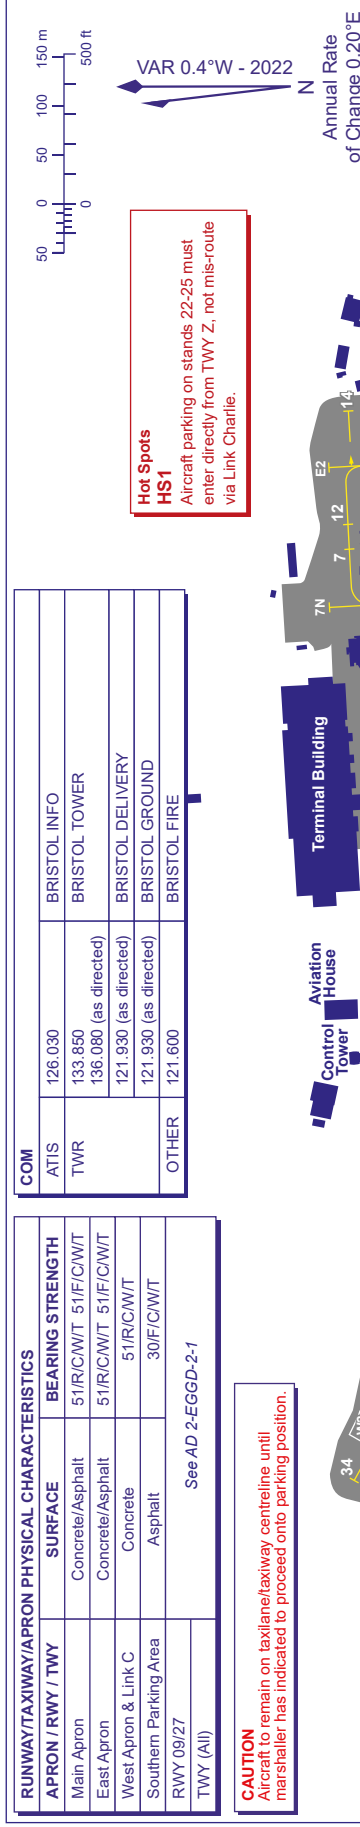 RUNWAY/TAXIWAY/APRON PHYSICAL CHARACTERISTICS
APRON / RWY / TWY SURFACE BEARING STRENGTH
Main Apron Concrete/Asphalt 51/R/C/W/T 51/F/C/W/T
East Apron Concrete/Asphalt 51/R/C/W/T 51/F/C/W/T
West Apron & Link C Concrete 51/R/C/W/T
Southern Parking Area Asphalt 30/F/C/W/T
RWY 09/27
See AD 2-EGGD-2-1
TWY (All)
CAUTION
Aircraft to remain on taxilane/taxiway centreline until
marshaller has indicated to proceed onto parking position.
COM
ATIS 126.030 BRISTOL INFO
TWR 133.850 BRISTOL TOWER
136.080 (as directed)
121.930 (as directed) BRISTOL DELIVERY
121.930 (as directed) BRISTOL GROUND
OTHER 121.600 BRISTOL FIRE
50 0 50 100 150 m
0 500 ft
VAR 0.4°W - 2022
N
Annual Rate
of Change 0.20°E
Hot Spots
HS1
Aircraft parking on stands 22-25 must
enter directly from TWY Z, not mis-route
via Link Charlie.
Control
Tower
Aviation
House
Terminal Building
7N
7
12
E2
14
34